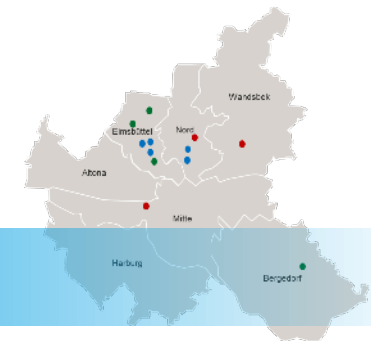 Wandsbek
Eimsbüttel
Nord
Altona
Mitte
Harburg
Bergedorf